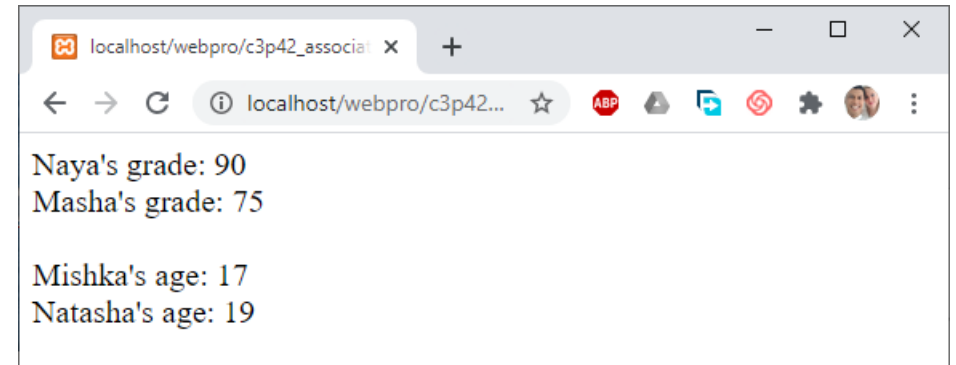 localhost/webpro/c3p42_associat
localhost/webpro/c3p42...
ABP
Naya's grade: 90
Masha's grade: 75
Mishka's age: 17
Natasha's age: 19